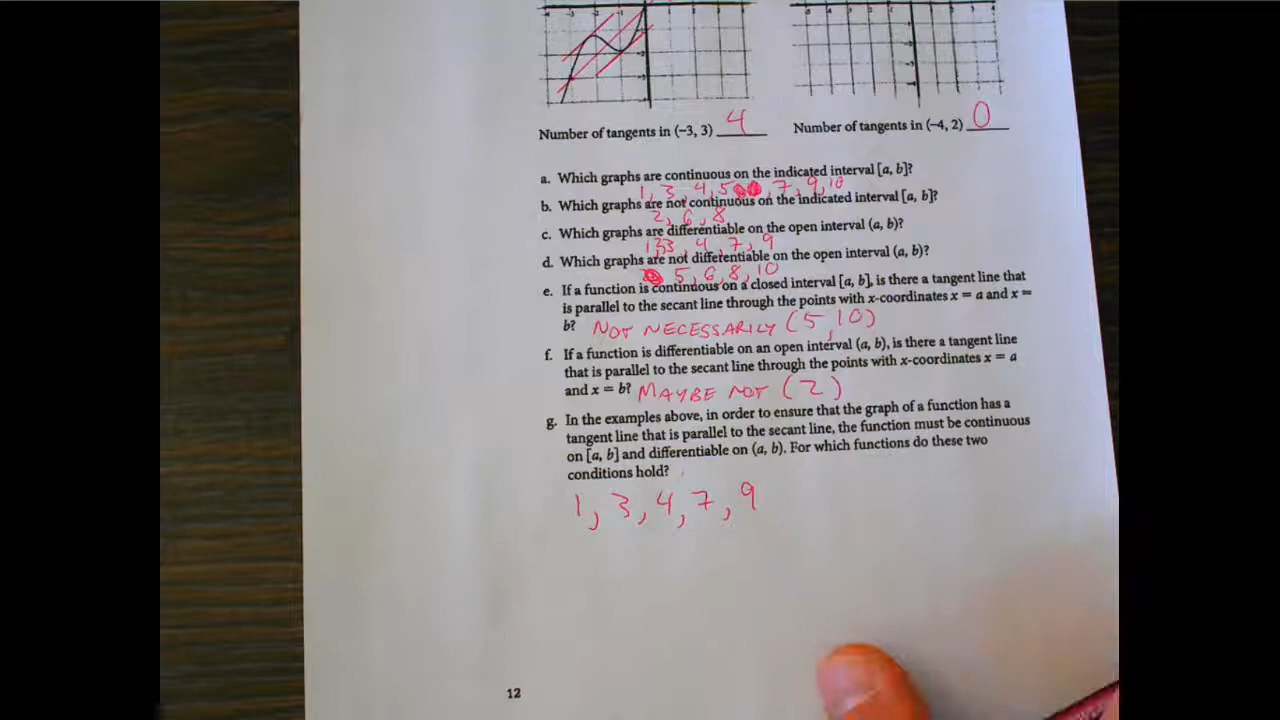 Number of tangents in (−3, 3) 4
Number of tangents in (−4, 2) 0
a. Which graphs are continuous on the indicated interval [a, b]?
1, 3, 4, 5, 7, 9, 10
b. Which graphs are not continuous on the indicated interval [a, b]?
2, 6, 8
c. Which graphs are differentiable on the open interval (a, b)?
3, 4, 7, 9
d. Which graphs are not differentiable on the open interval (a, b)?
5, 6, 8, 10
e. If a function is continuous on a closed interval [a, b], is there a tangent line that
is parallel to the secant line through the points with x-coordinates x = a and x =
b? NOT NECESSARILY (5, 10)
f. If a function is differentiable on an open interval (a, b), is there a tangent line
that is parallel to the secant line through the points with x-coordinates x = a
and x = b? MAYBE NOT (2)
g. In the examples above, in order to ensure that the graph of a function has a
tangent line that is parallel to the secant line, the function must be continuous
on [a, b] and differentiable on (a, b). For which functions do these two
conditions hold?
1, 3, 4, 7, 9
12